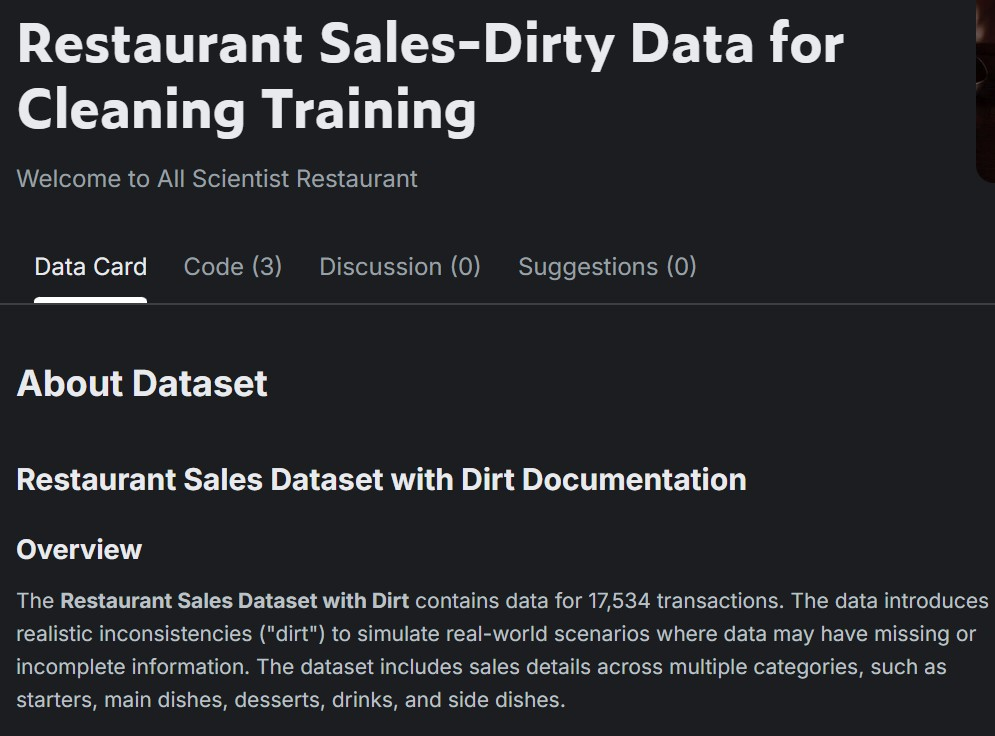 Restaurant Sales-Dirty Data for
Cleaning Training
Welcome to All Scientist Restaurant
Data Card Code (3) Discussion (0) Suggestions (0)
About Dataset
Restaurant Sales Dataset with Dirt Documentation
Overview
The Restaurant Sales Dataset with Dirt contains data for 17,534 transactions. The data introduces
realistic inconsistencies ("dirt") to simulate real-world scenarios where data may have missing or
incomplete information. The dataset includes sales details across multiple categories, such as
starters, main dishes, desserts, drinks, and side dishes.